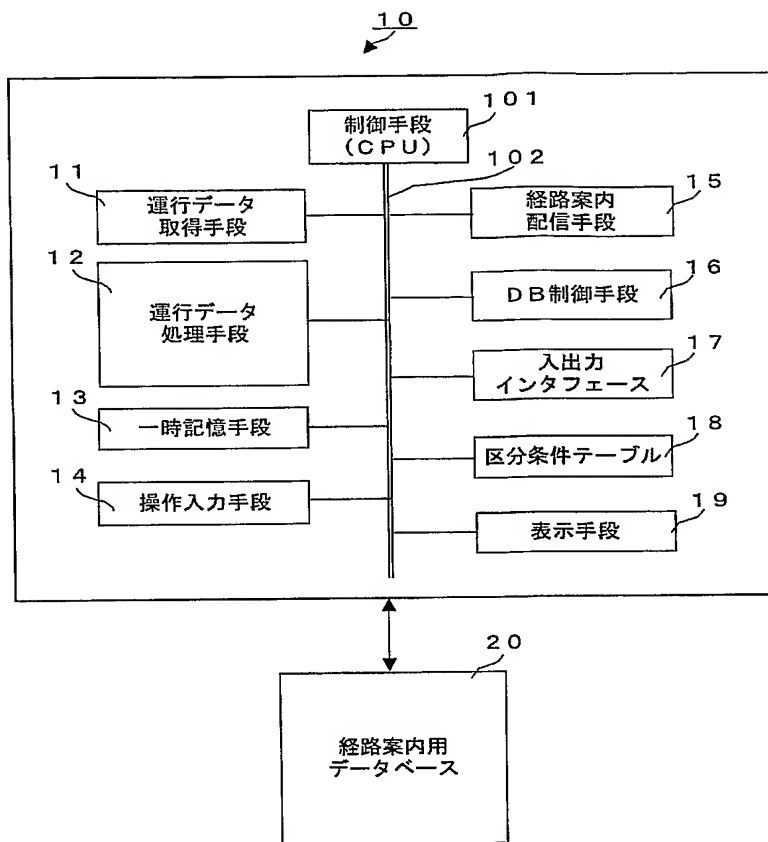 10
101
制御手段
(CPU)
102
11
運行データ
取得手段
15
経路案内
配信手段
12
運行データ
処理手段
16
DB制御手段
17
入出力
インタフェース
13
一時記憶手段
18
区分条件テーブル
14
操作入力手段
19
表示手段
20
経路案内用
データベース